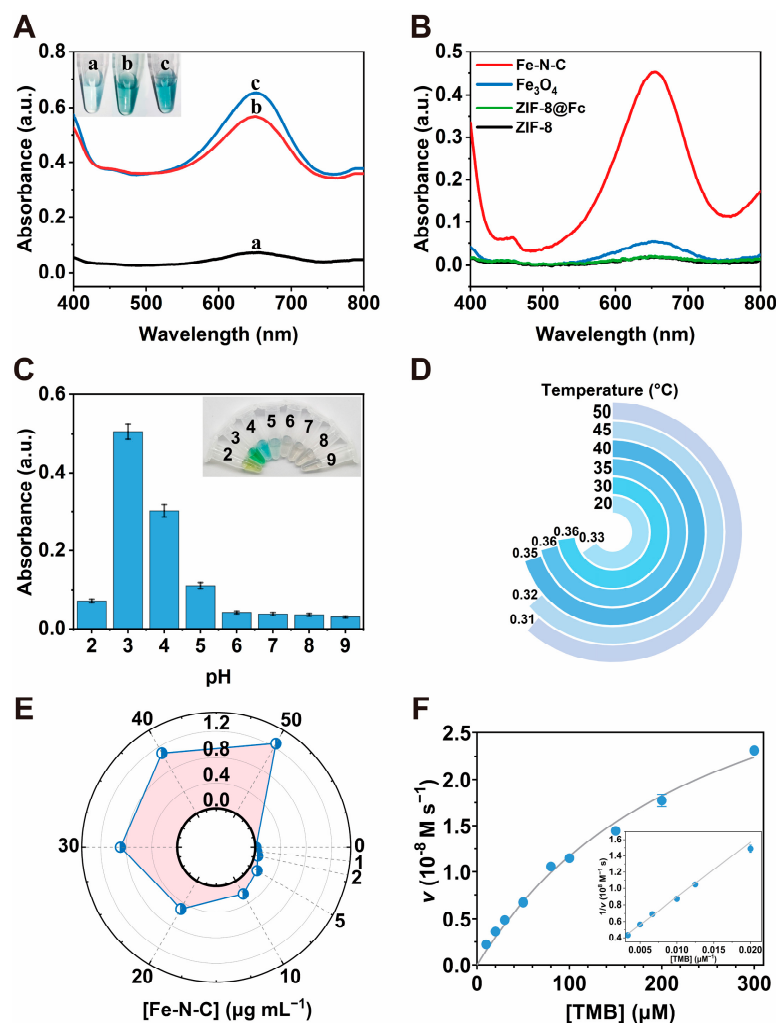 A
a b c
Absorbance (a.u.)
0.8
0.6
0.4
0.2
0.0
c
b
a
400 500 600 700 800
Wavelength (nm)
B
Absorbance (a.u.)
0.5
0.4
0.3
0.2
0.1
0.0
Fe-N-C
Fe₃O₄
ZIF-8@Fc
ZIF-8
400 500 600 700 800
Wavelength (nm)
C
Absorbance (a.u.)
0.6
0.4
0.2
0.0
2 3 4 5 6 7 8 9
2 3 4 5 6 7 8 9
pH
D
Temperature (°C)
50
45
40
35
30
20
0.33
0.36
0.36
0.35
0.32
0.31
E
1.2
0.8
0.4
0.0
0
1
2
5
10
20
30
40
50
[Fe-N-C] (μg mL⁻¹)
F
v (10⁻⁸ M s⁻¹)
2.5
2.0
1.5
1.0
0.5
0.0
0 100 200 300
[TMB] (μM)
1/v (10⁸ M⁻¹ s)
1.6
1.4
1.2
1.0
0.8
0.6
0.4
0.005 0.010 0.015 0.020
[TMB] (μM⁻¹)